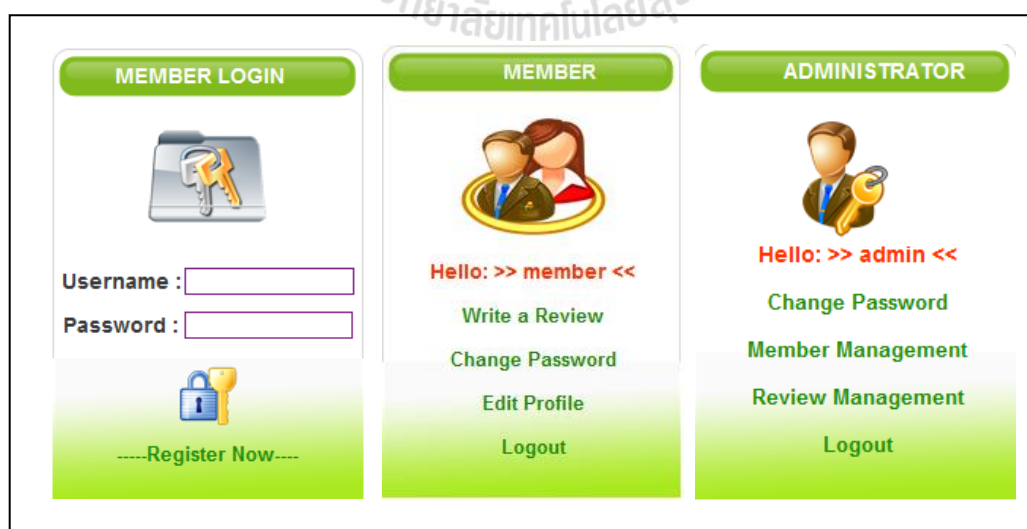 MEMBER LOGIN
Username :
Password :
-----Register Now----
MEMBER
Hello: >> member <<
Write a Review
Change Password
Edit Profile
Logout
ADMINISTRATOR
Hello: >> admin <<
Change Password
Member Management
Review Management
Logout